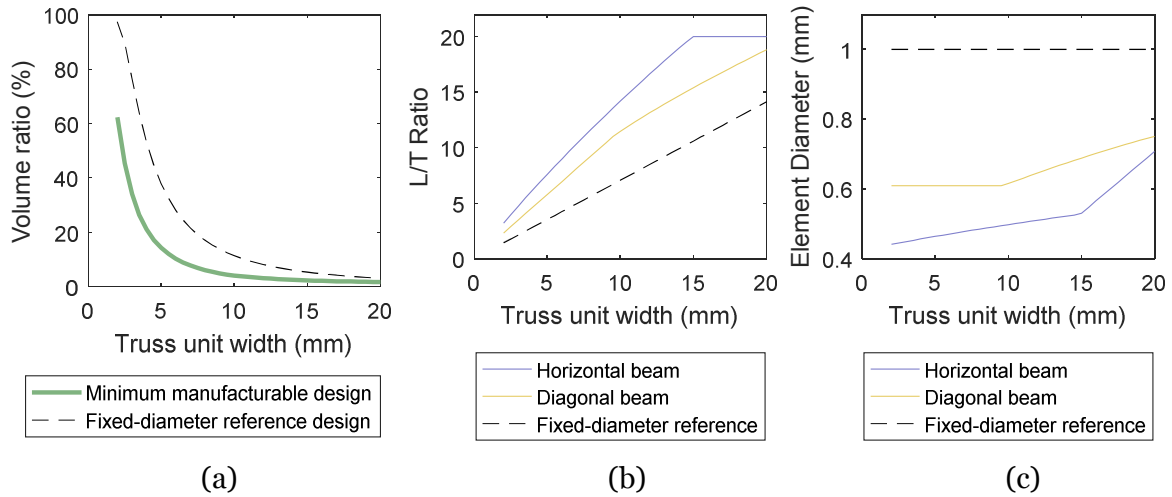 Volume ratio (%)
100
80
60
40
20
0
0 5 10 15 20
Truss unit width (mm)
Minimum manufacturable design
Fixed-diameter reference design
(a)
L/T Ratio
20
15
10
5
0
0 5 10 15 20
Truss unit width (mm)
Horizontal beam
Diagonal beam
Fixed-diameter reference
(b)
Element Diameter (mm)
1
0.8
0.6
0.4
0 5 10 15 20
Truss unit width (mm)
Horizontal beam
Diagonal beam
Fixed-diameter reference
(c)